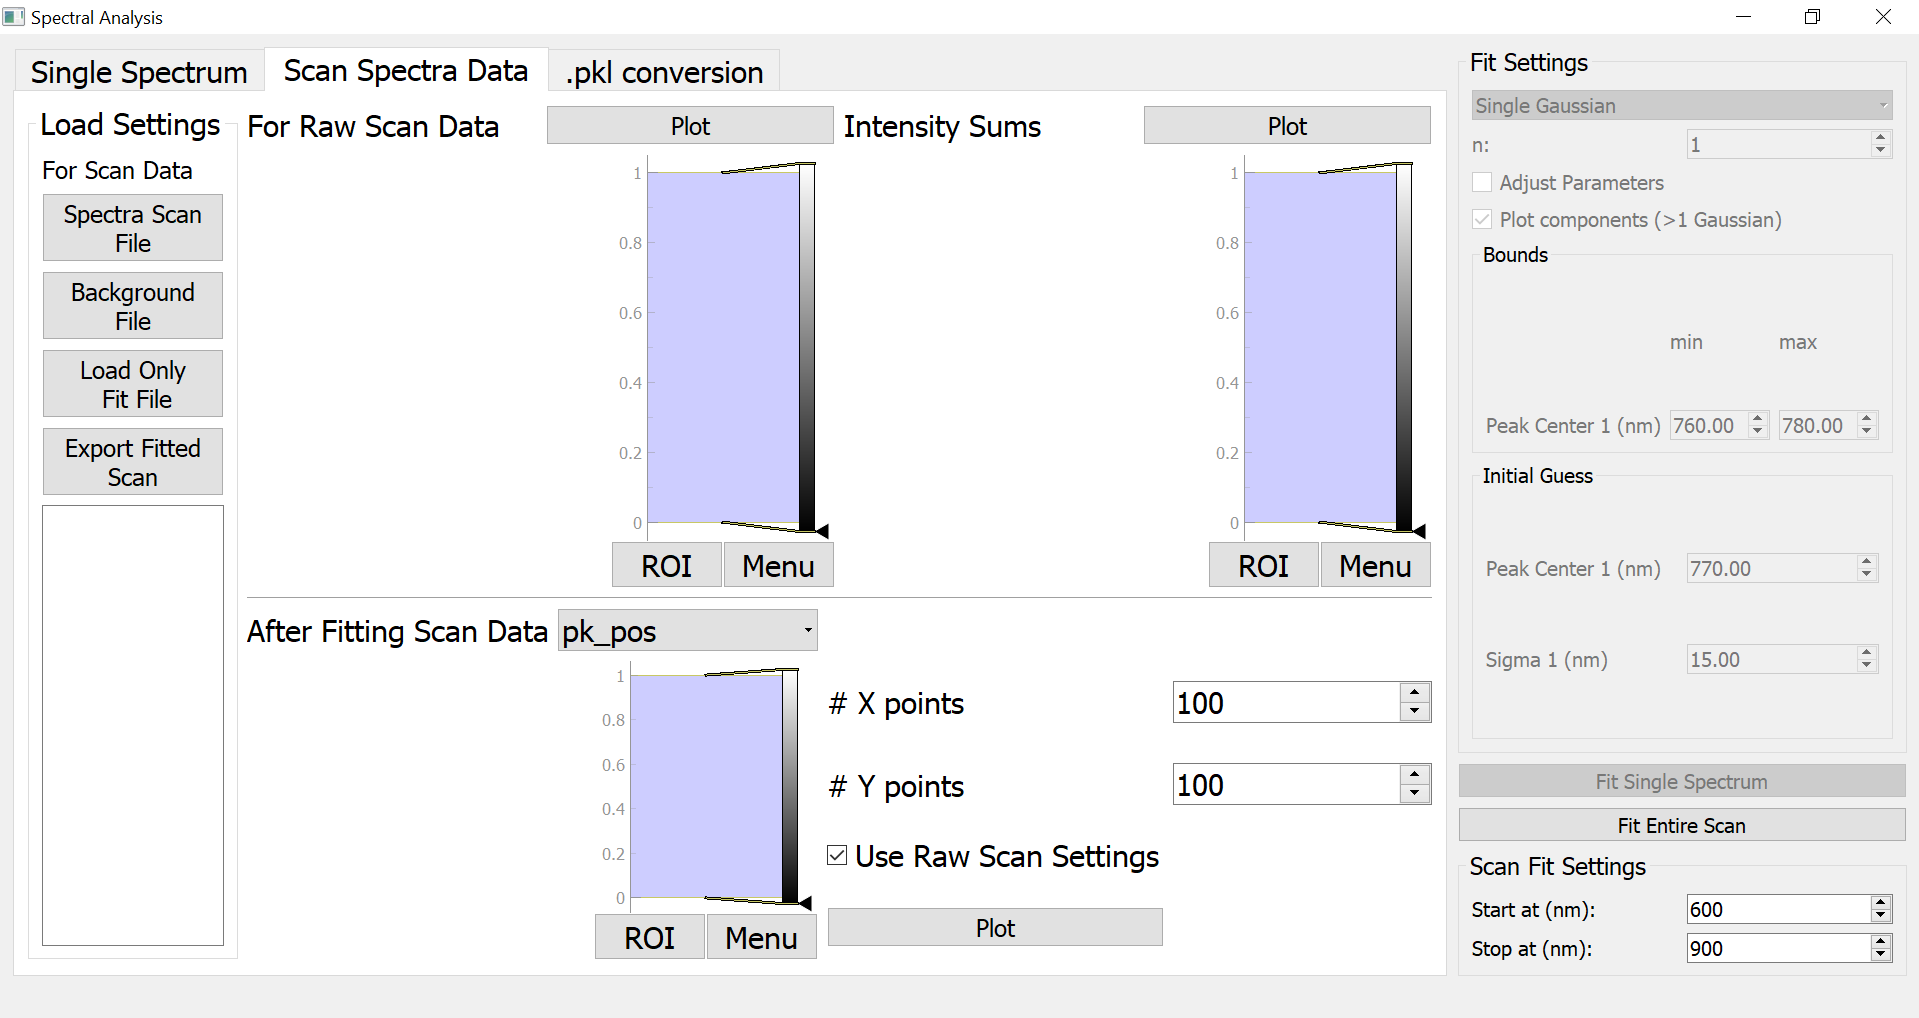 Spectral Analysis
Single Spectrum
Scan Spectra Data
.pkl conversion
Load Settings
For Scan Data
Spectra Scan
File
Background
File
Load Only
Fit File
Export Fitted
Scan
For Raw Scan Data
Plot
1
0.8
0.6
0.4
0.2
0
ROI
Menu
Intensity Sums
Plot
1
0.8
0.6
0.4
0.2
0
ROI
Menu
After Fitting Scan Data
pk_pos
1
0.8
0.6
0.4
0.2
0
ROI
Menu
# X points
100
# Y points
100
Use Raw Scan Settings
Plot
Fit Settings
Single Gaussian
n:
1
Adjust Parameters
Plot components (>1 Gaussian)
Bounds
min
max
Peak Center 1 (nm)
760.00
780.00
Initial Guess
Peak Center 1 (nm)
770.00
Sigma 1 (nm)
15.00
Fit Single Spectrum
Fit Entire Scan
Scan Fit Settings
Start at (nm):
600
Stop at (nm):
900